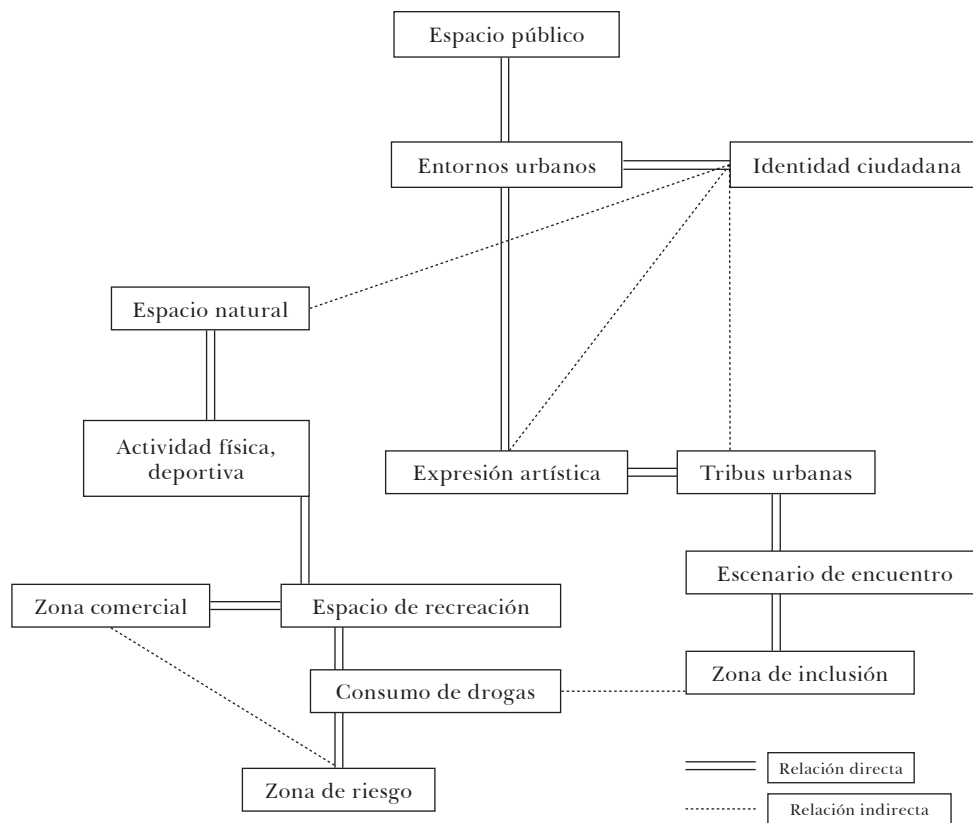 Espacio público
Entornos urbanos
Identidad ciudadana
Espacio natural
Actividad física,
deportiva
Expresión artística
Tribus urbanas
Escenario de encuentro
Zona comercial
Espacio de recreación
Zona de inclusión
Consumo de drogas
Zona de riesgo
Relación directa
Relación indirecta